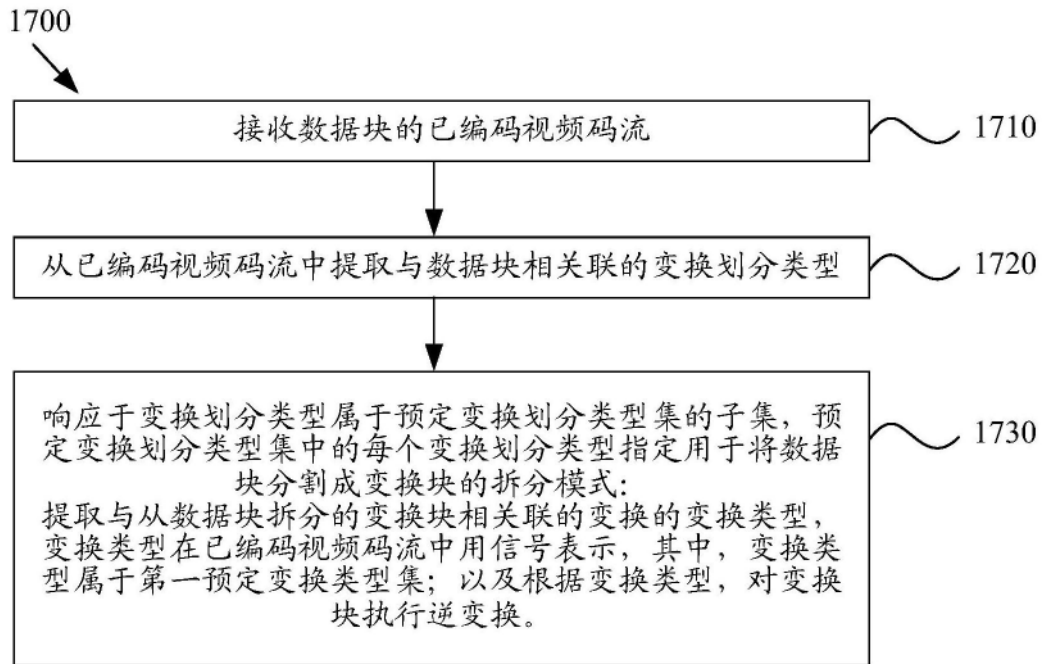 1700
接收数据块的已编码视频码流
1710
从已编码视频码流中提取与数据块相关联的变换划分类型
1720
响应于变换划分类型属于预定变换划分类型集的子集，预
定变换划分类型集中的每个变换划分类型指定用于将数据
块分割成变换块的拆分模式：
提取与从数据块拆分的变换块相关联的变换的变换类型，
变换类型在已编码视频码流中用信号表示，其中，变换类
型属于第一预定变换类型集；以及根据变换类型，对变换
块执行逆变换。
1730